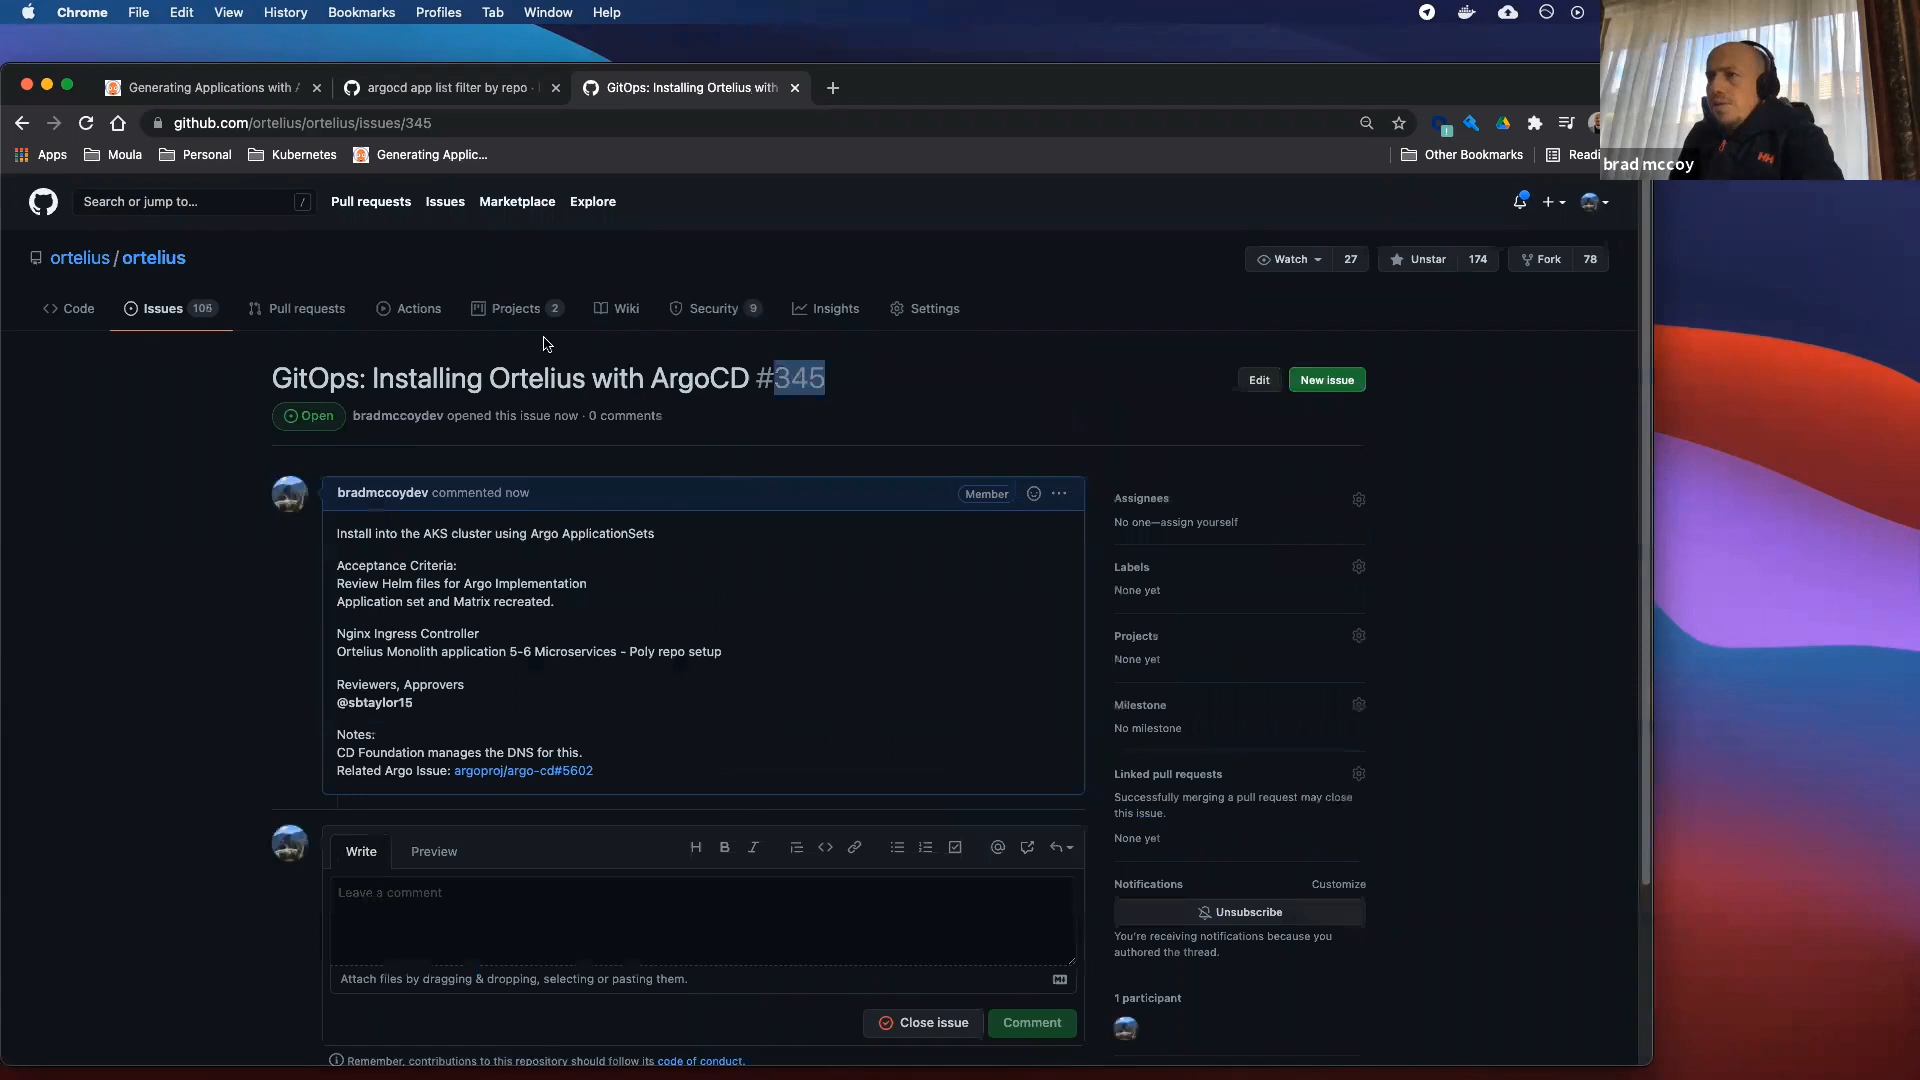 Chrome File Edit View History Bookmarks Profiles Tab Window Help
Generating Applications with
argocd app list filter by repo ·
GitOps: Installing Ortelius with
github.com/ortelius/ortelius/issues/345
Apps Moula Personal Kubernetes Generating Applic... Other Bookmarks
brad mccoy
Search or jump to... / Pull requests Issues Marketplace Explore
ortelius / ortelius
Watch 27 Unstar 174 Fork 78
Code Issues 105 Pull requests Actions Projects 2 Wiki Security 9 Insights Settings
GitOps: Installing Ortelius with ArgoCD #345
Edit New issue
Open bradmccoydev opened this issue now · 0 comments
bradmccoydev commented now Member
Install into the AKS cluster using Argo ApplicationSets
Acceptance Criteria:
Review Helm files for Argo Implementation
Application set and Matrix recreated.
Nginx Ingress Controller
Ortelius Monolith application 5-6 Microservices - Poly repo setup
Reviewers, Approvers
@sbtaylor15
Notes:
CD Foundation manages the DNS for this.
Related Argo Issue: argoproj/argo-cd#5602
Write Preview
Leave a comment
Attach files by dragging & dropping, selecting or pasting them.
Close issue Comment
Remember, contributions to this repository should follow its code of conduct.
Assignees
No one—assign yourself
Labels
None yet
Projects
None yet
Milestone
No milestone
Linked pull requests
Successfully merging a pull request may close
this issue.
None yet
Notifications Customize
Unsubscribe
You're receiving notifications because you
authored the thread.
1 participant